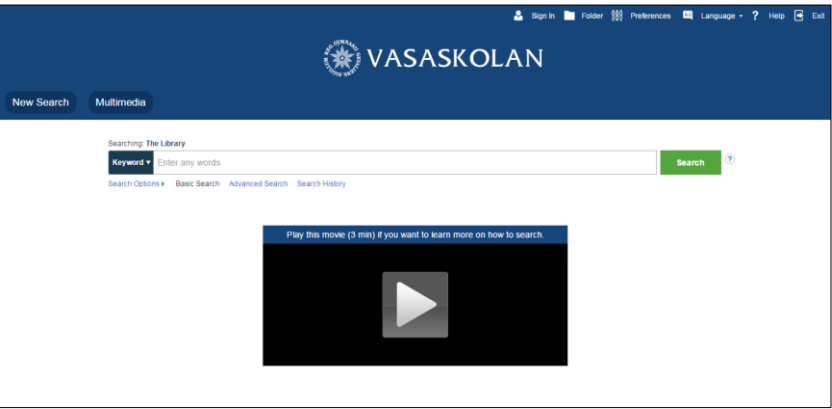 Sign In Folder Preferences Language Help Exit
VASASKOLAN
New Search Multimedia
Searching: The Library
Keyword Enter any words Search ?
Search Options Basic Search Advanced Search Search History
Play this movie (3 min) if you want to learn more on how to search.